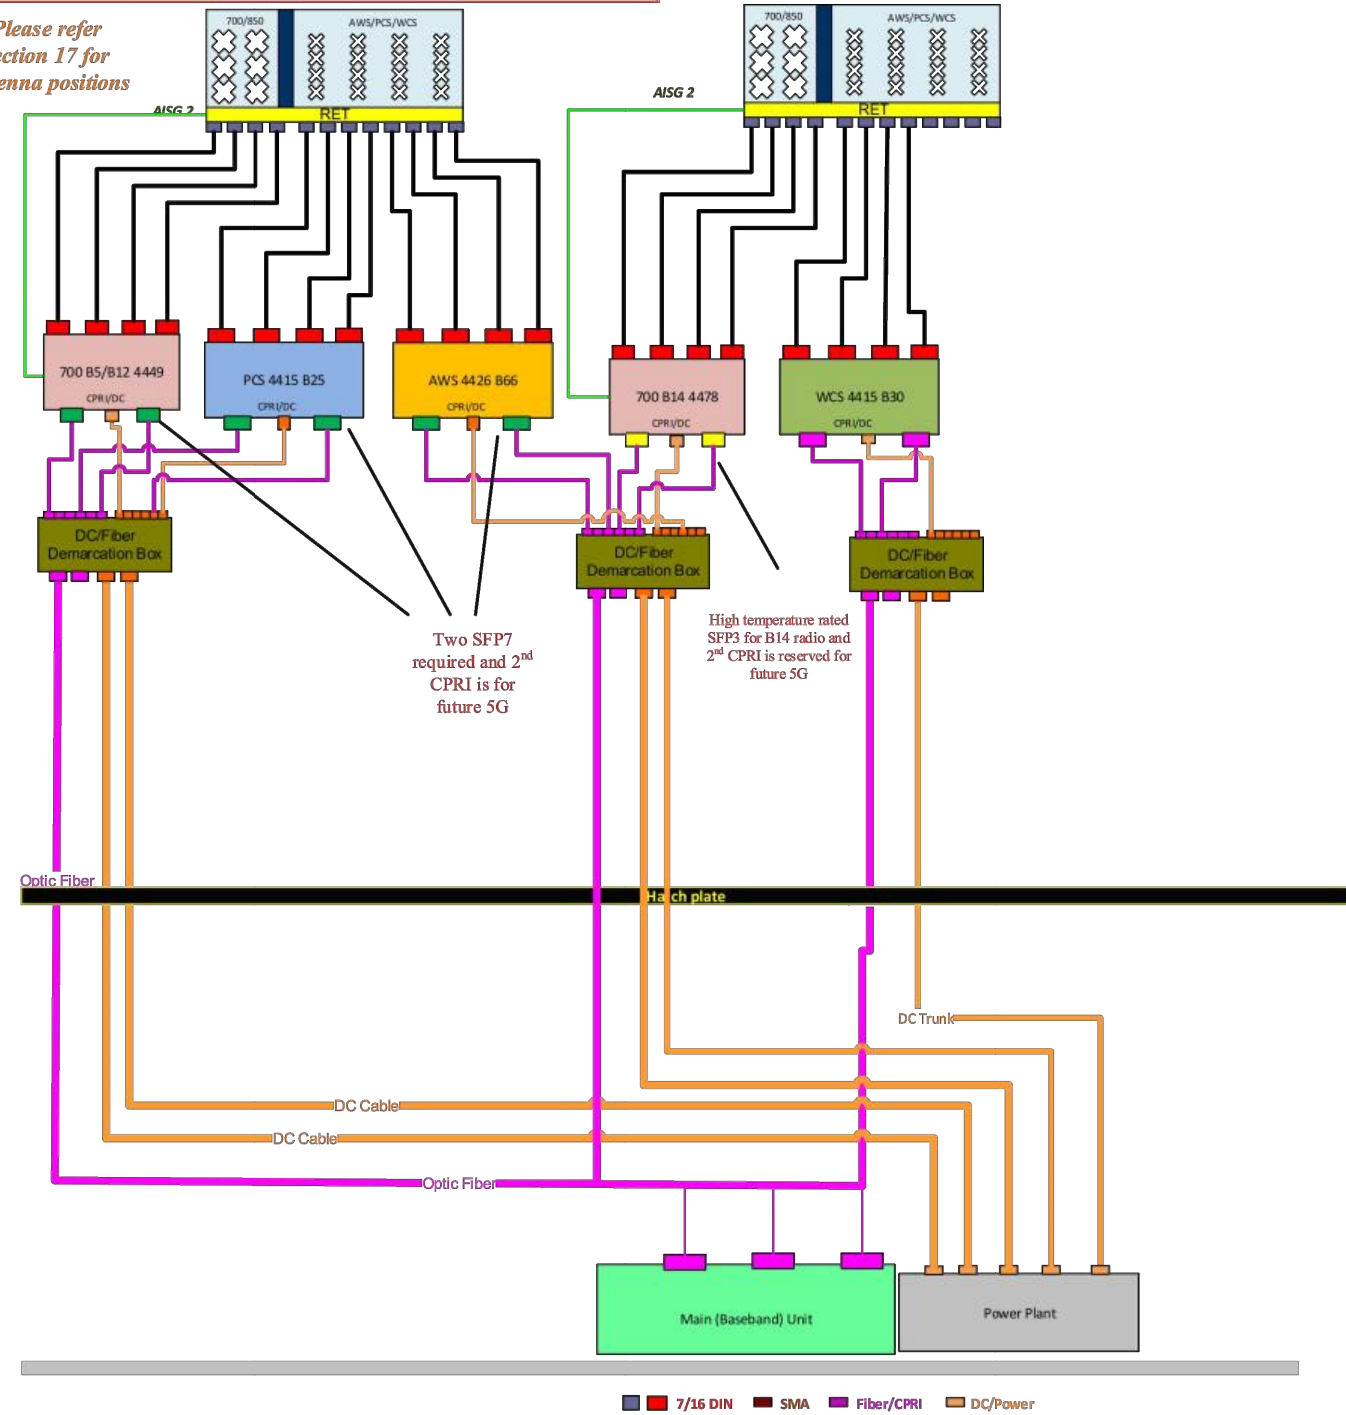 Please refer
ection 17 for
enna positions
700/850
AWS/PCS/WCS
700/850
AWS/PCS/WCS
AISG 2
RET
AISG 2
RET
700 B5/B12 4449
CPRI/DC
PCS 4415 B25
CPRI/DC
AWS 4426 B66
CPRI/DC
700 B14 4478
CPRI/DC
WCS 4415 B30
CPRI/DC
DC/Fiber
Demarcation Box
DC/Fiber
Demarcation Box
DC/Fiber
Demarcation Box
Two SFP7
required and 2nd
CPRI is for
future 5G
High temperature rated
SFP3 for B14 radio and
2nd CPRI is reserved for
future 5G
Optic Fiber
Hatch plate
DC Trunk
DC Cable
DC Cable
Optic Fiber
Main (Baseband) Unit
Power Plant
7/16 DIN
SMA
Fiber/CPRI
DC/Power